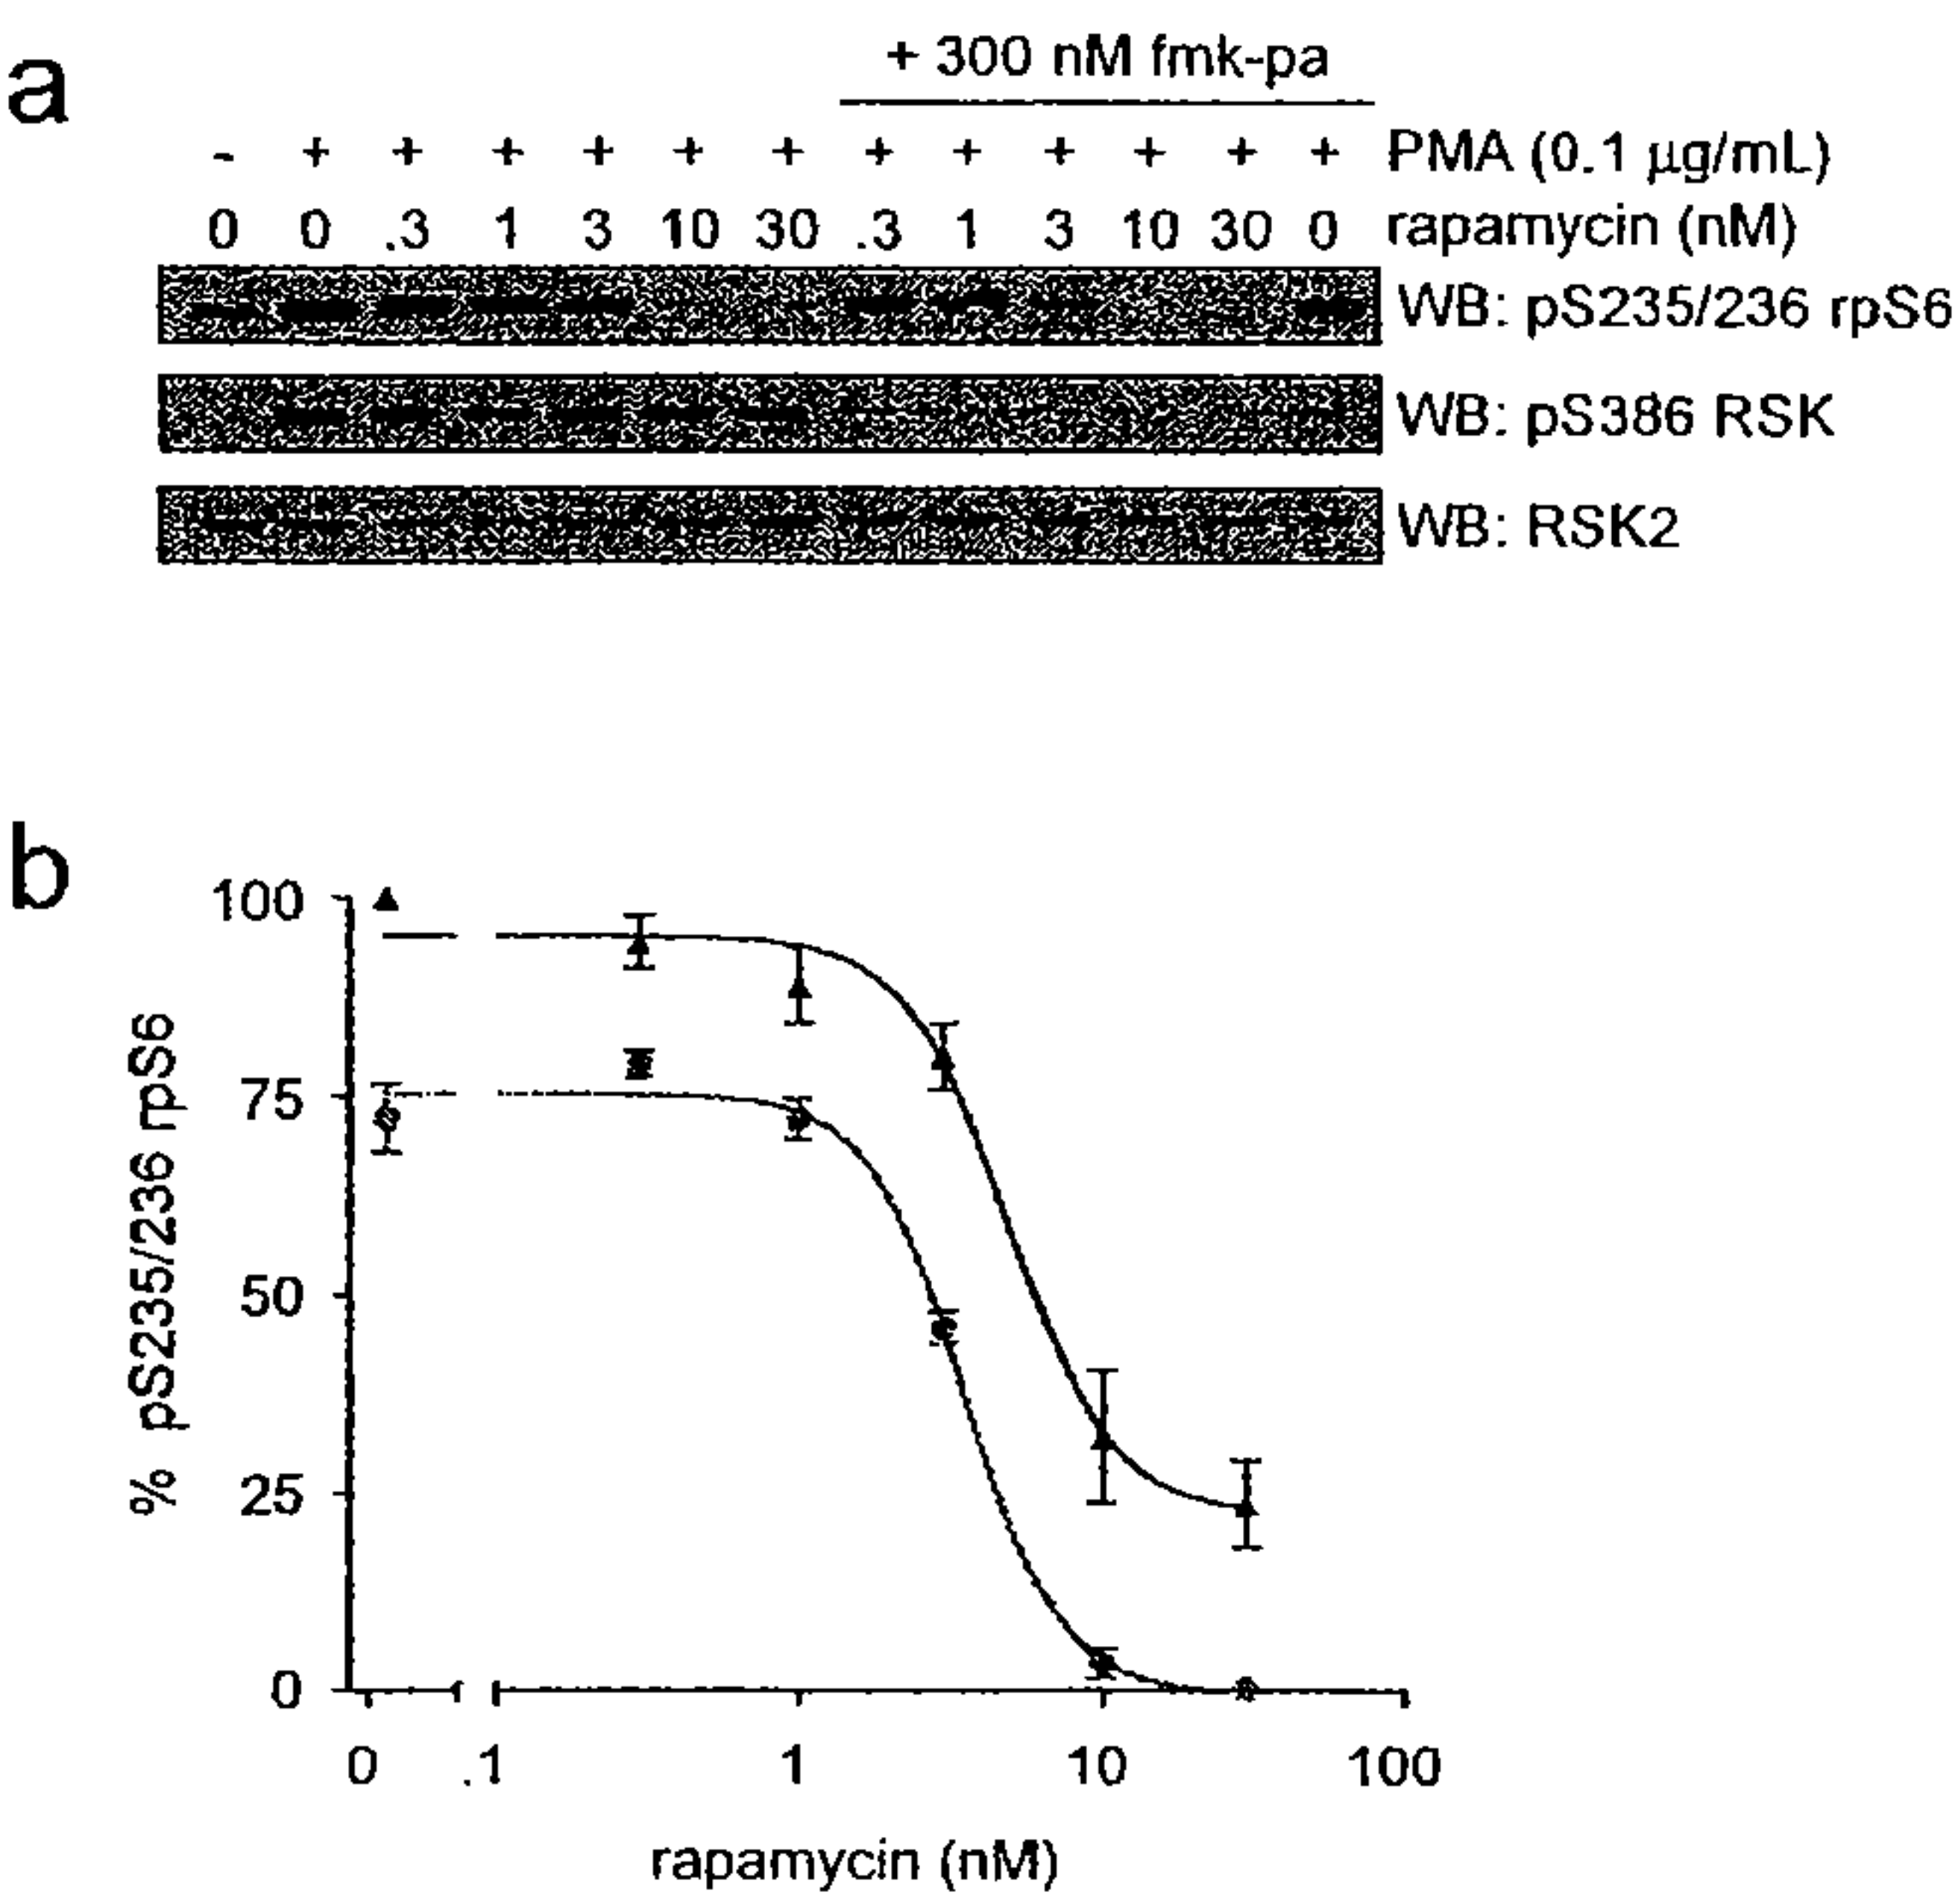 a
+ 300 nM fmk-pa
- + + + + + + + + + + + + PMA (0.1 µg/mL)
0 0 .3 1 3 10 30 .3 1 3 10 30 0 rapamycin (nM)
WB: pS235/236 rpS6
WB: pS386 RSK
WB: RSK2
b
% pS235/236 rpS6
100
75
50
25
0
0 .1 1 10 100
rapamycin (nM)